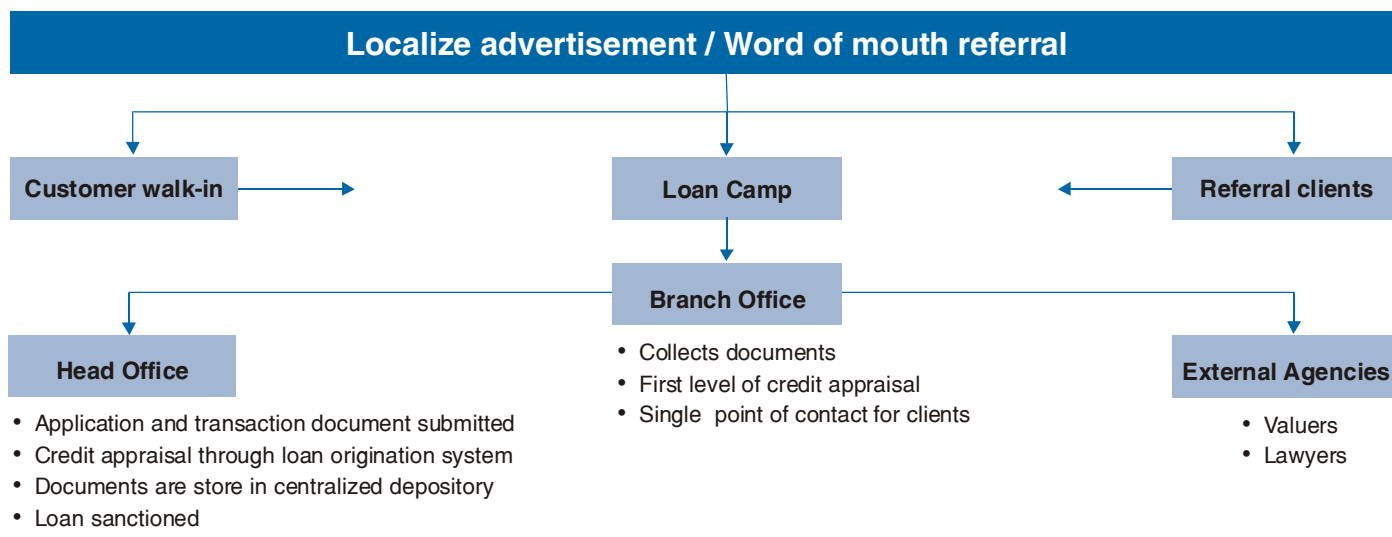 Localize advertisement / Word of mouth referral
Customer walk-in
Loan Camp
Referral clients
Branch Office
• Collects documents
• First level of credit appraisal
• Single point of contact for clients
Head Office
• Application and transaction document submitted
• Credit appraisal through loan origination system
• Documents are store in centralized depository
• Loan sanctioned
External Agencies
• Valuers
• Lawyers